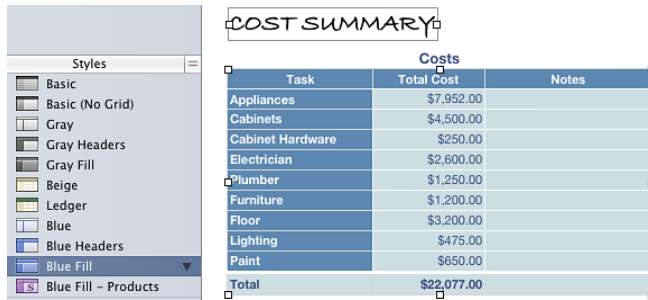 COST SUMMARY
Styles
Basic
Basic (No Grid)
Gray
Gray Headers
Gray Fill
Beige
Ledger
Blue
Blue Headers
Blue Fill
Blue Fill – Products
Costs
Task Total Cost Notes
Appliances $7,952.00
Cabinets $4,500.00
Cabinet Hardware $250.00
Electrician $2,600.00
Plumber $1,250.00
Furniture $1,200.00
Floor $3,200.00
Lighting $475.00
Paint $650.00
Total $22,077.00